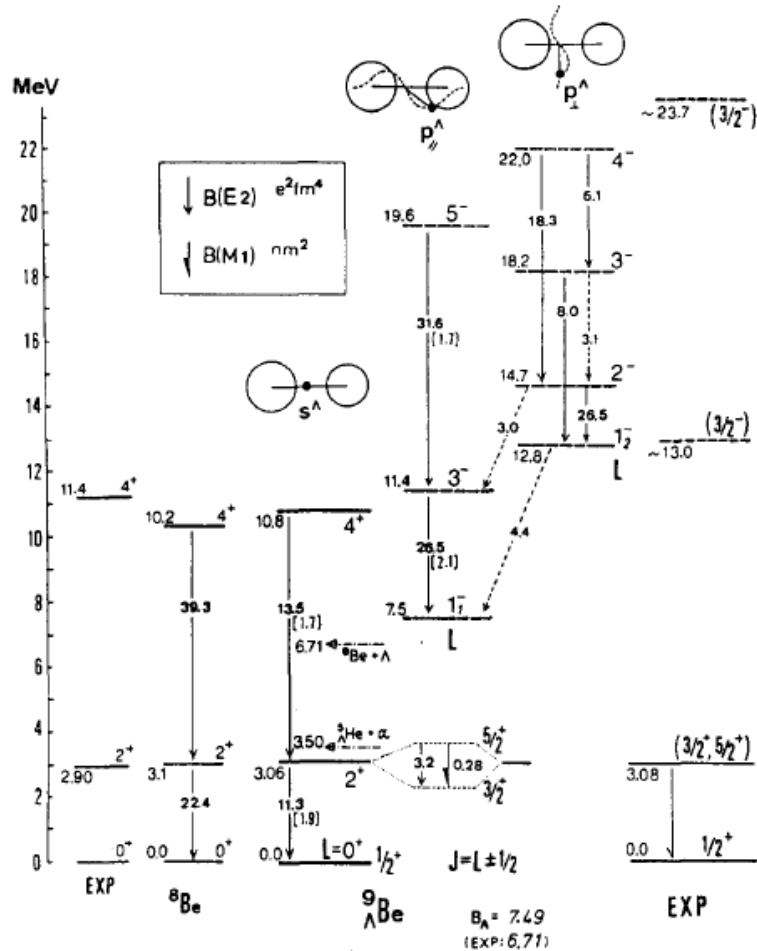 MeV
22
20
18
16
14
12
10
8
6
4
2
0
B(E2) e²fm⁴
B(M1) nm²
11.4 4⁺
2.90 2⁺
0⁺
EXP
10.2 4⁺
39.3
3.1 2⁺
22.4
0.0 0⁺
⁸Be
s^Λ
10.8 4⁺
13.5
[1.7]
6.71
⁸Be + Λ
3.50
⁵ΛHe + α
3.06 2⁺
11.3
[1.9]
0.0 L=0⁺ 1/2⁺
⁹ΛBe
5/2⁺
3.2 0.28
3/2⁺
J=L±1/2
B_Λ = 7.49
(EXP: 6.71)
p∥^Λ
19.6 5⁻
31.6
[1.7]
11.4 3⁻
26.5
[2.1]
7.5 1₁⁻
L
p⊥^Λ
22.0 4⁻
18.3 6.1
18.2 3⁻
8.0 3.1
14.7 2⁻
3.0 26.5
12.8 1₂⁻
L
4.4
~23.7 (3/2⁻)
(3/2⁻)
~13.0
(3/2⁺, 5/2⁺)
3.08
0.0 1/2⁺
EXP